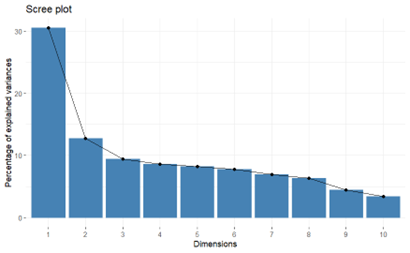 Scree plot
Percentage of explained variances
30
20
10
0
1 2 3 4 5 6 7 8 9 10
Dimensions